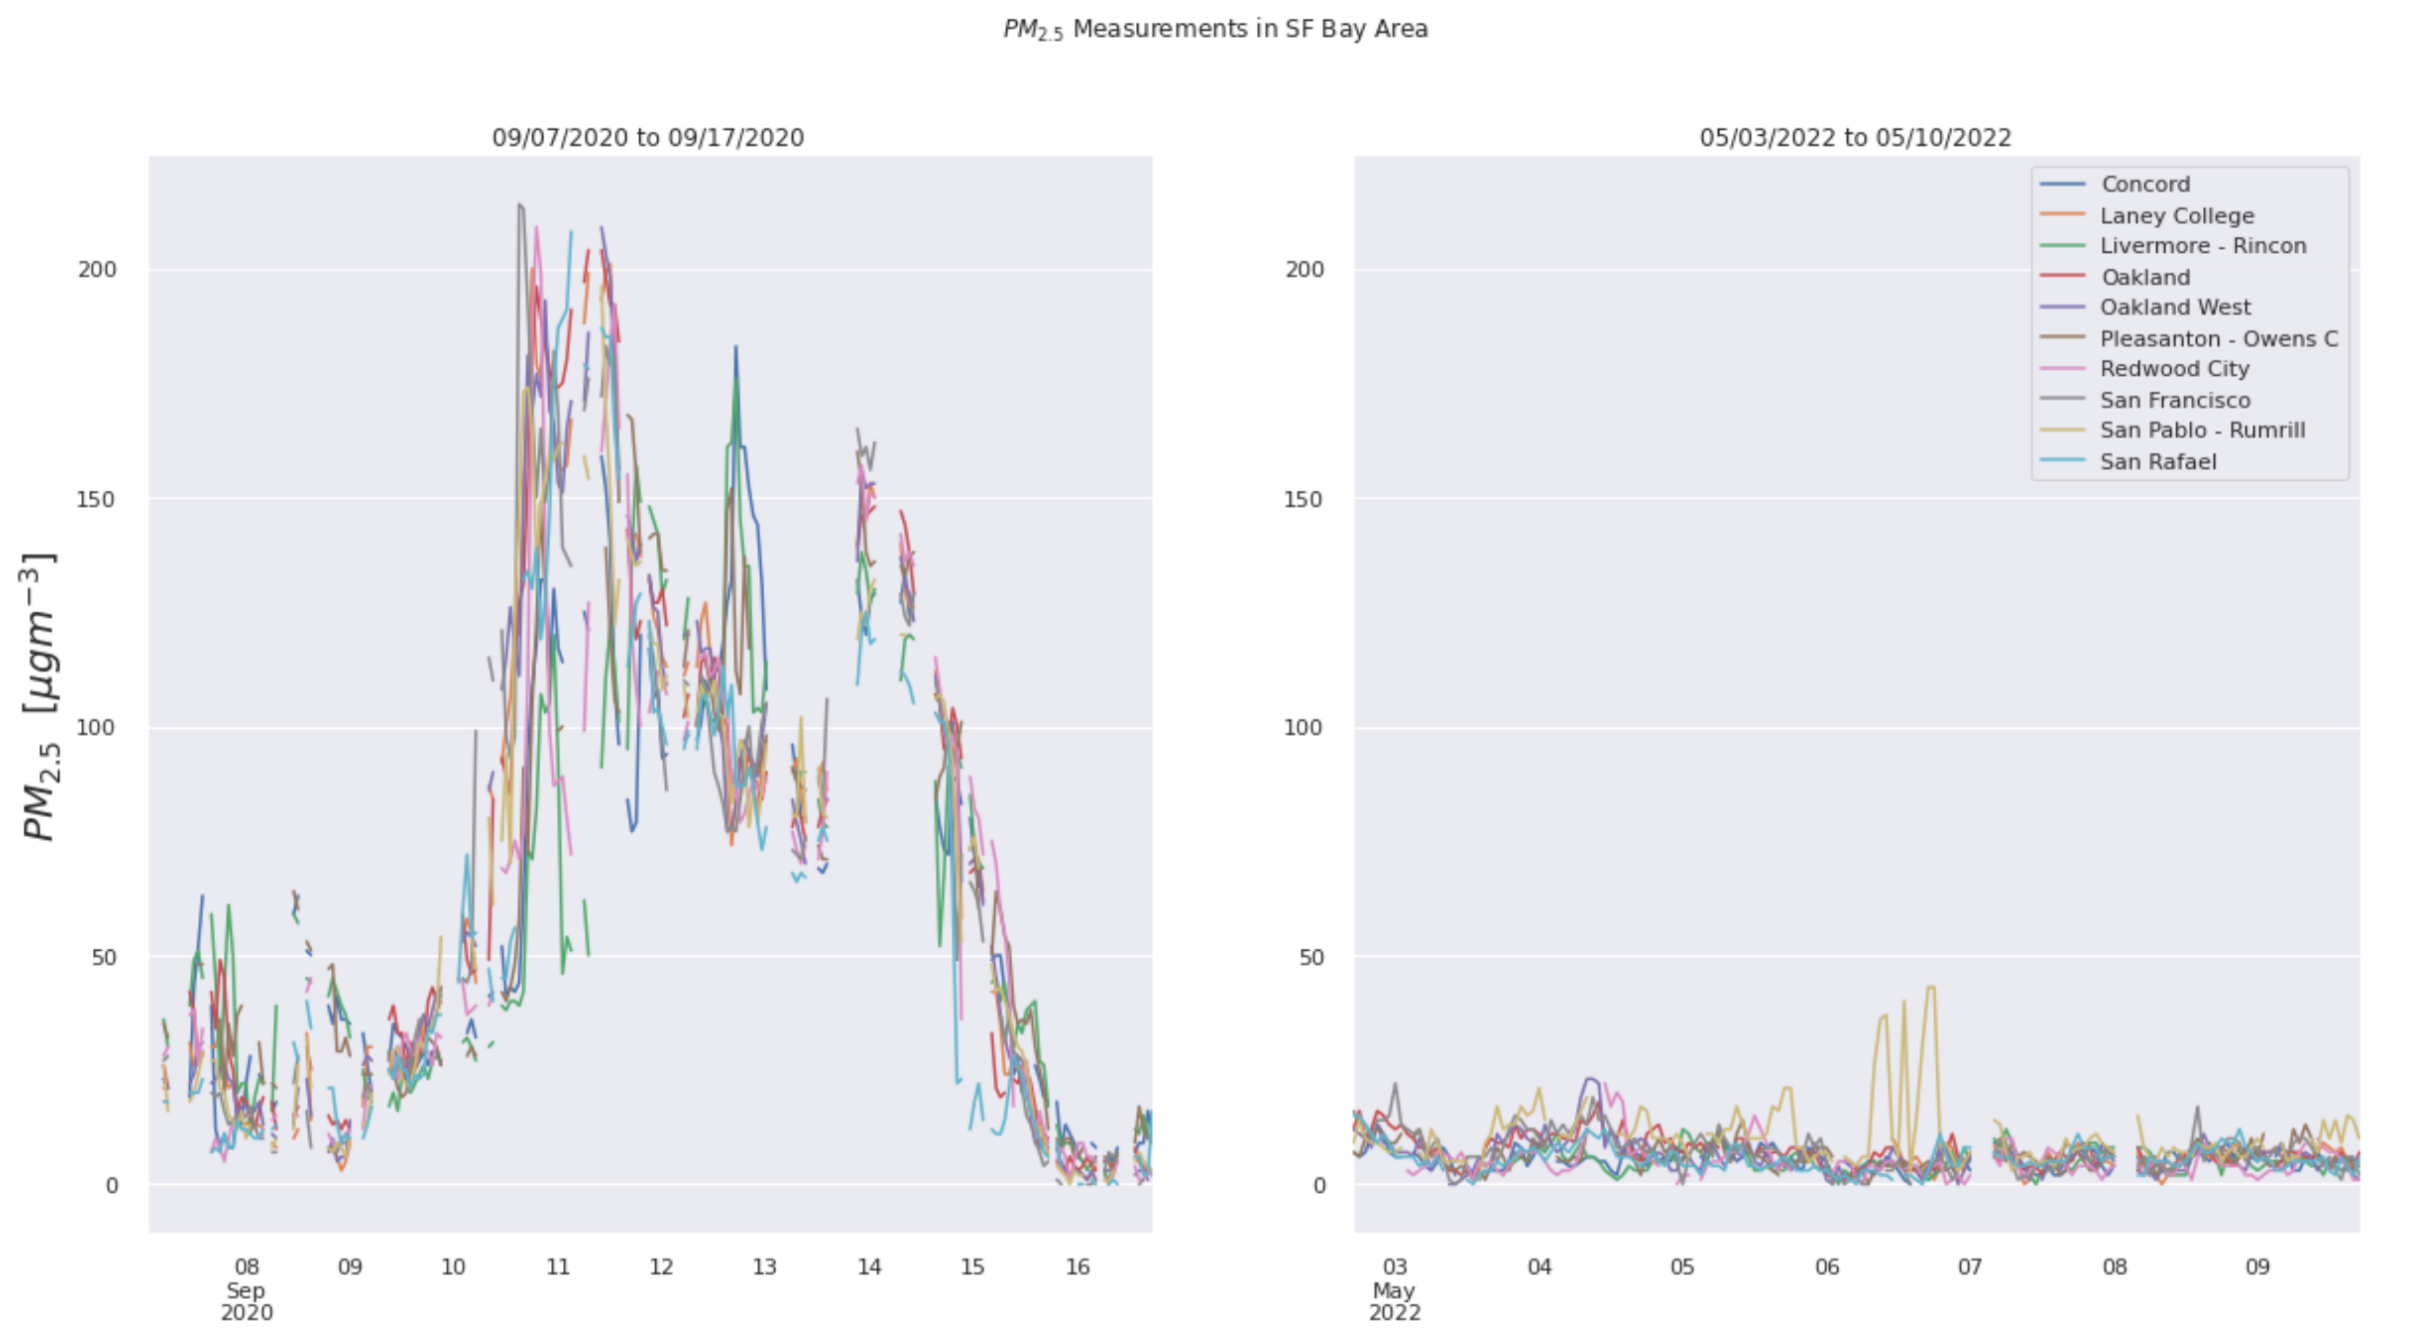 PM2.5 Measurements in SF Bay Area
09/07/2020 to 09/17/2020
PM2.5 [μgm−3]
200
150
100
50
0
08
09
10
11
12
13
14
15
16
Sep
2020
05/03/2022 to 05/10/2022
200
150
100
50
0
Concord
Laney College
Livermore - Rincon
Oakland
Oakland West
Pleasanton - Owens C
Redwood City
San Francisco
San Pablo - Rumrill
San Rafael
03
04
05
06
07
08
09
May
2022